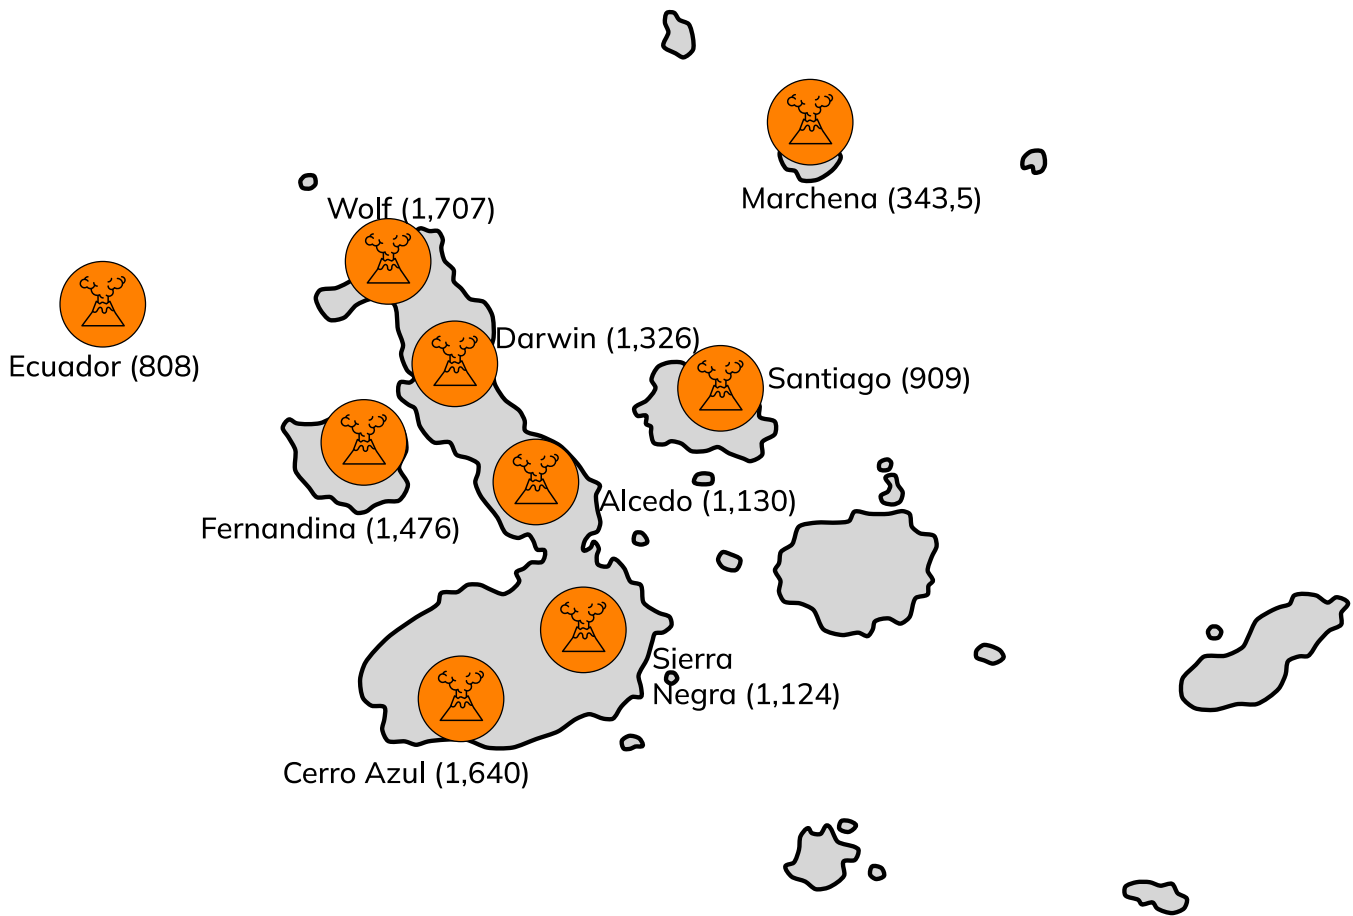 Marchena (343,5)
Wolf (1,707)
Darwin (1,326)
Ecuador (808)
Santiago (909)
Alcedo (1,130)
Fernandina (1,476)
Sierra
Negra (1,124)
Cerro Azul (1,640)